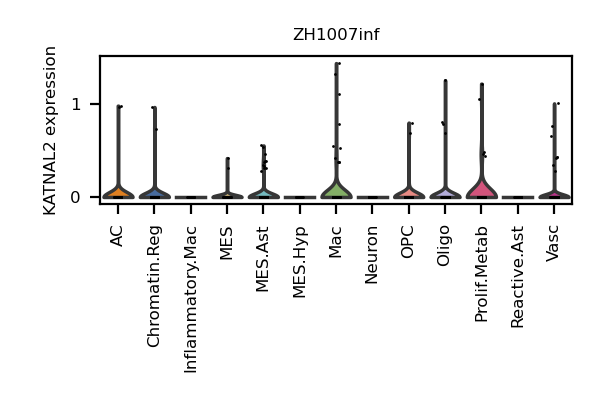 ZH1007inf
KATNAL2 expression
1
0
AC
Chromatin.Reg
Inflammatory.Mac
MES
MES.Ast
MES.Hyp
Mac
Neuron
OPC
Oligo
Prolif.Metab
Reactive.Ast
Vasc